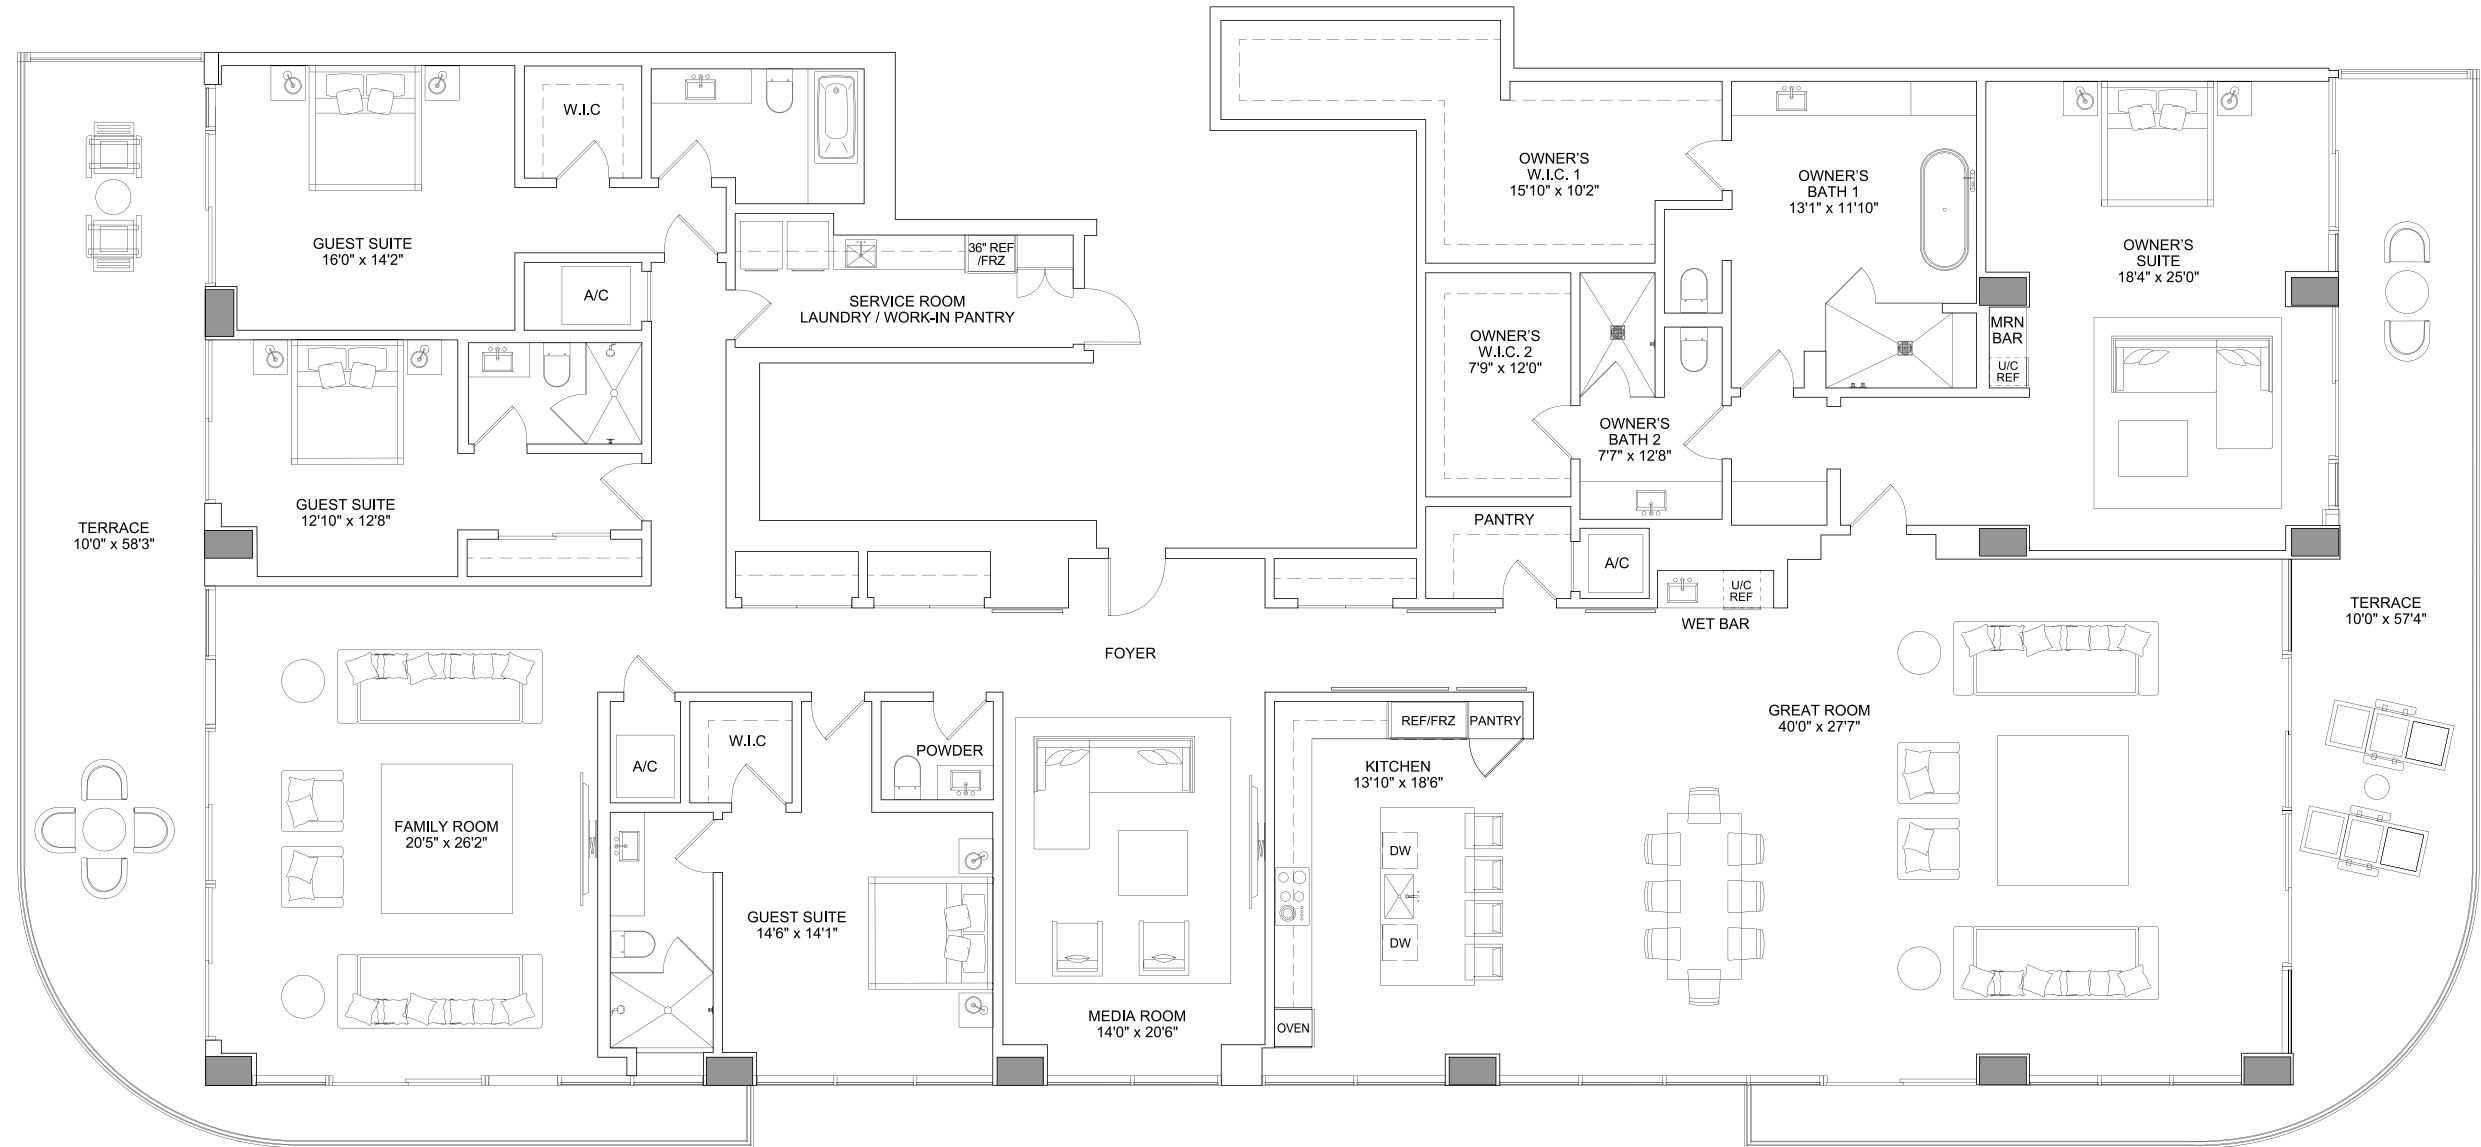 W.I.C
GUEST SUITE
16'0" x 14'2"
A/C
36" REF
/FRZ
SERVICE ROOM
LAUNDRY / WORK-IN PANTRY
OWNER'S
W.I.C. 1
15'10" x 10'2"
OWNER'S
BATH 1
13'1" x 11'10"
OWNER'S
SUITE
18'4" x 25'0"
MRN
BAR
U/C
REF
OWNER'S
W.I.C. 2
7'9" x 12'0"
OWNER'S
BATH 2
7'7" x 12'8"
GUEST SUITE
12'10" x 12'8"
TERRACE
10'0" x 58'3"
PANTRY
A/C
U/C
REF
WET BAR
TERRACE
10'0" x 57'4"
FOYER
A/C
W.I.C
POWDER
REF/FRZ
PANTRY
KITCHEN
13'10" x 18'6"
GREAT ROOM
40'0" x 27'7"
FAMILY ROOM
20'5" x 26'2"
DW
DW
GUEST SUITE
14'6" x 14'1"
MEDIA ROOM
14'0" x 20'6"
OVEN